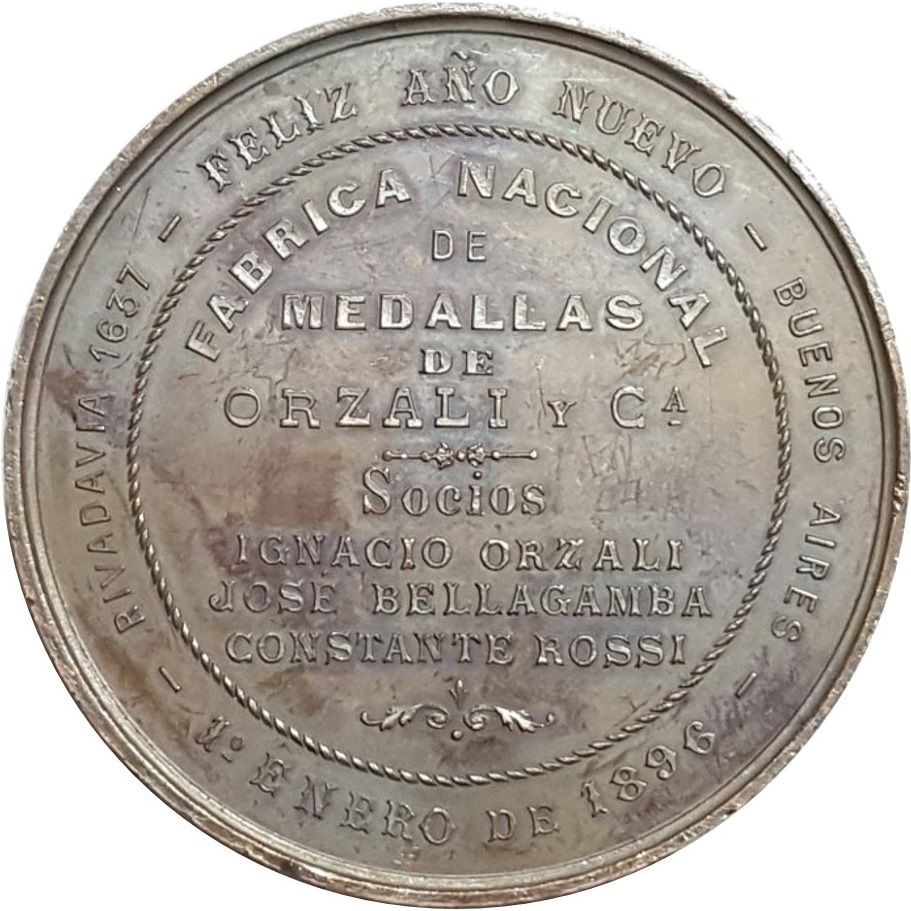 FELIZ AÑO NUEVO - BUENOS AIRES -
1º. ENERO DE 1896
- RIVADAVIA 1637 -
FABRICA NACIONAL
DE
MEDALLAS
DE
ORZALI Y CA
Socios
IGNACIO ORZALI
JOSE BELLAGAMBA
CONSTANTE ROSSI